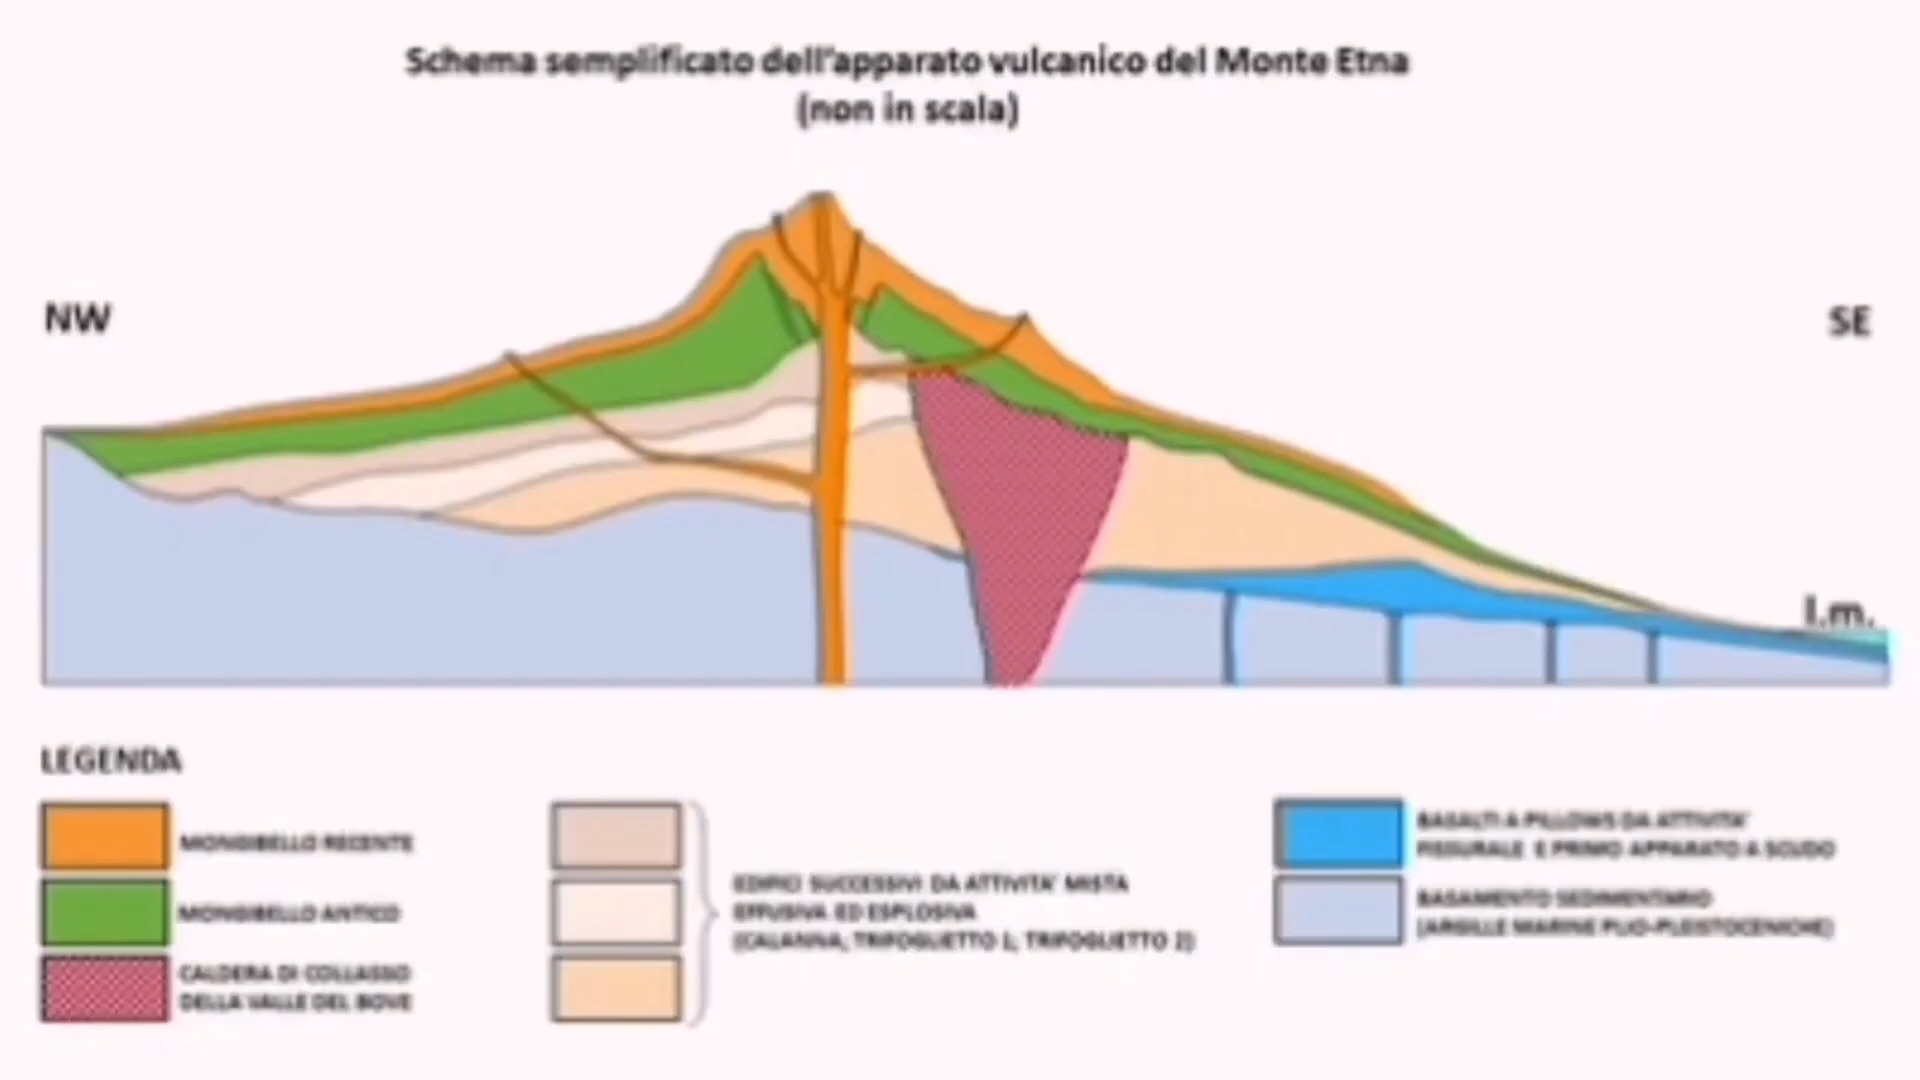 Schema semplificato dell'apparato vulcanico del Monte Etna
(non in scala)
NW
SE
l.m.
LEGENDA
MONGIBELLO RECENTE
MONGIBELLO ANTICO
CALDERA DI COLLASSO
DELLA VALLE DEL BOVE
EDIFICI SUCCESSIVI DA ATTIVITA' MISTA
EFFUSIVA ED ESPLOSIVA
(CALANNA; TRIFOGLIETTO 1; TRIFOGLIETTO 2)
BASALTI A PILLOWS DA ATTIVITA'
FISSURALE E PRIMO APPARATO A SCUDO
BASAMENTO SEDIMENTARIO
(ARGILLE MARINE PLIO-PLEISTOCENICHE)